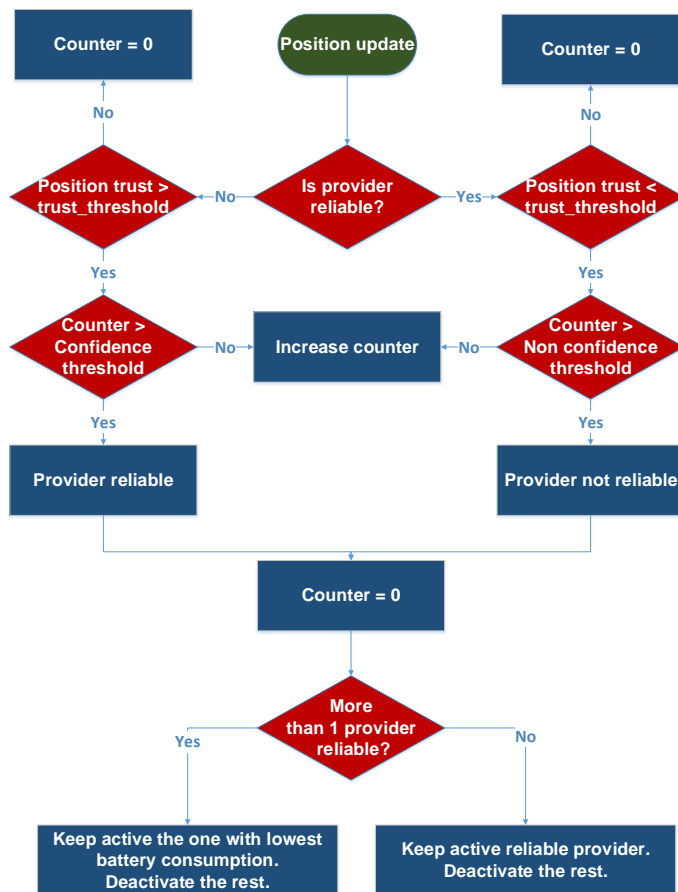 Counter = 0
Position update
Counter = 0
No
No
Position trust >
trust_threshold
No
Is provider
reliable?
Yes
Position trust <
trust_threshold
Yes
Yes
Counter >
Confidence
threshold
No
Increase counter
No
Counter >
Non confidence
threshold
Yes
Yes
Provider reliable
Provider not reliable
Counter = 0
More
than 1 provider
reliable?
Yes
No
Keep active the one with lowest
battery consumption.
Deactivate the rest.
Keep active reliable provider.
Deactivate the rest.